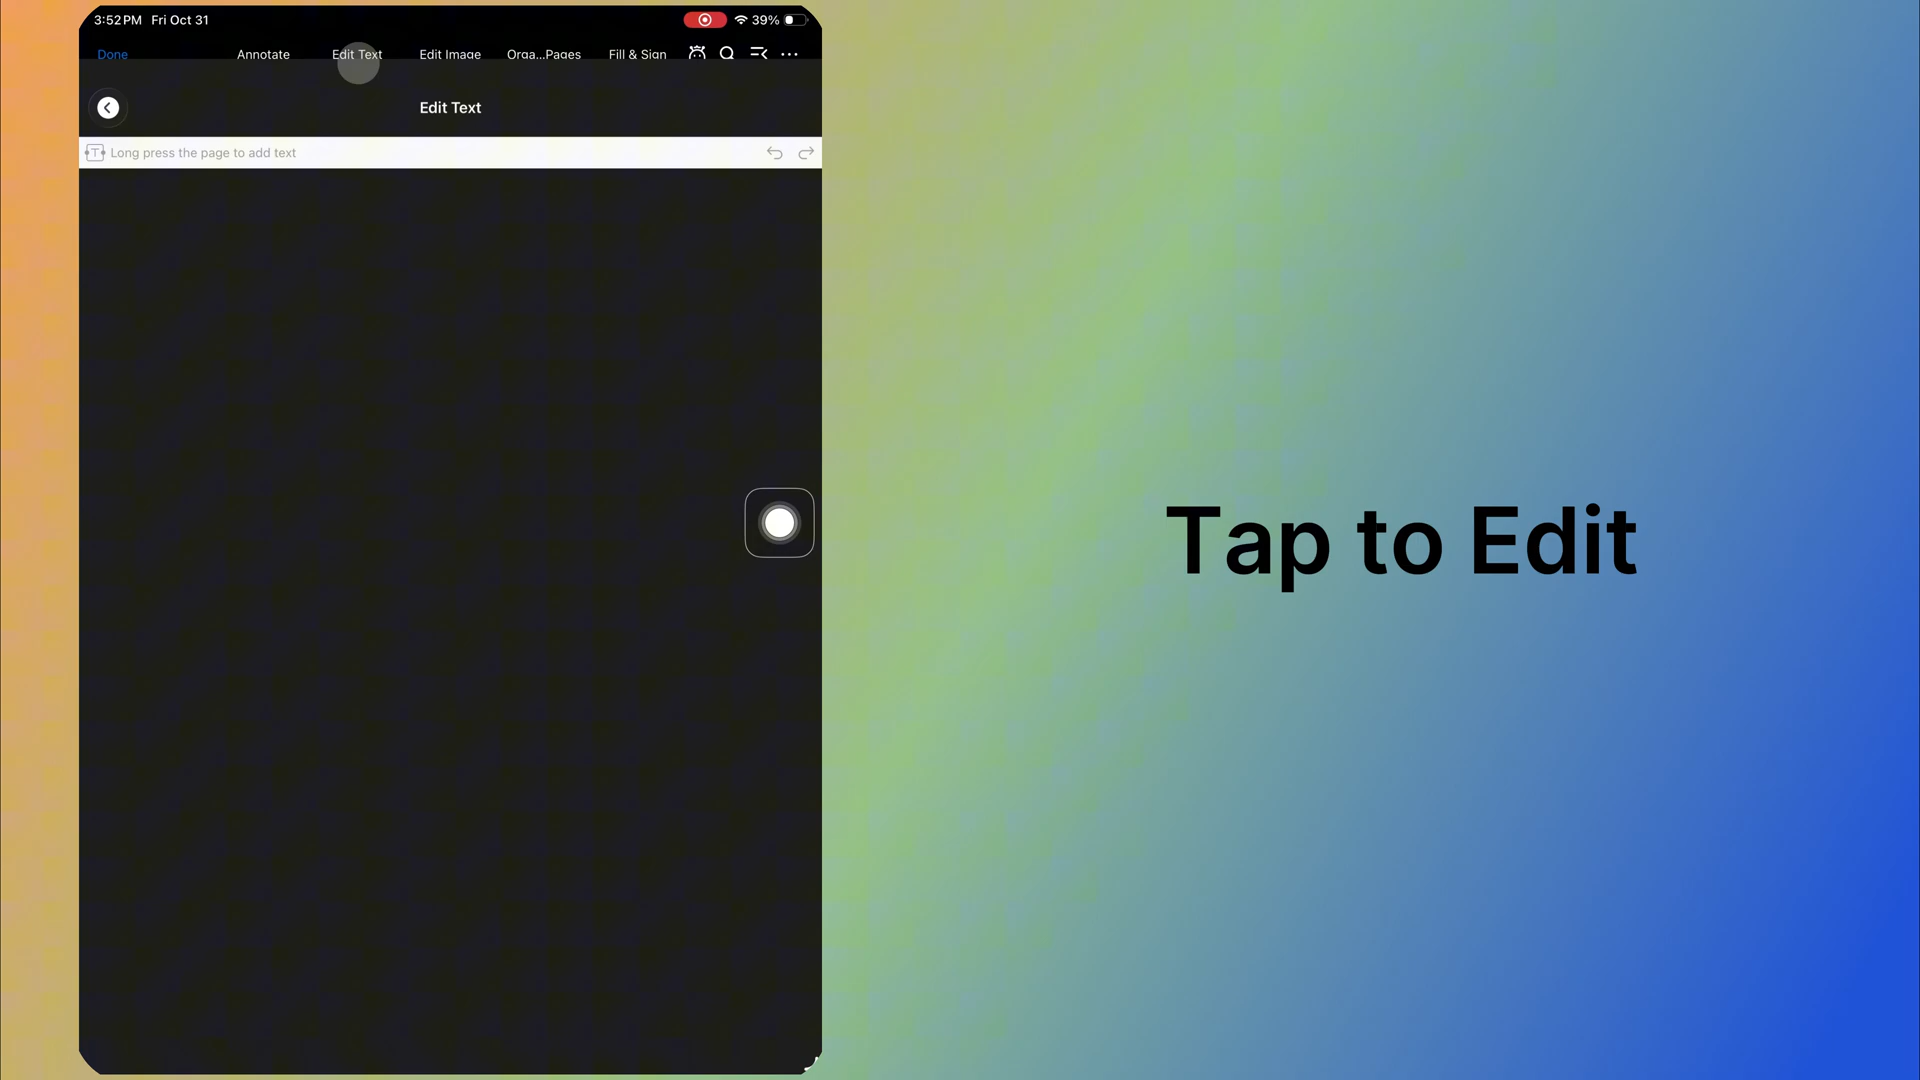 3:52 PM Fri Oct 31 39%
Done Annotate Edit Text Edit Image Orga...Pages Fill & Sign
Edit Text
T Long press the page to add text
Tap to Edit